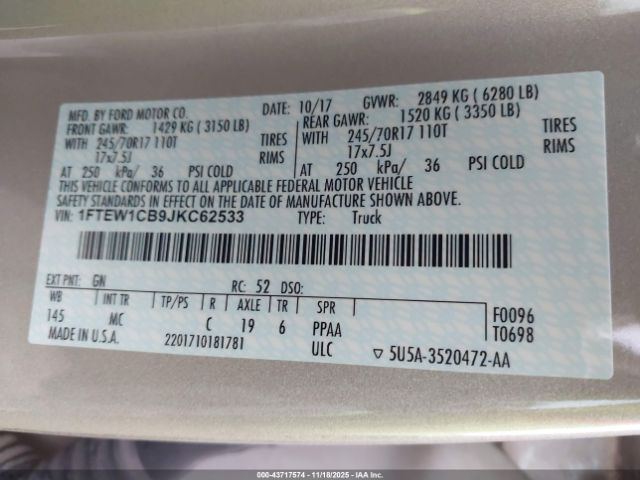 MFD. BY FORD MOTOR CO. DATE: 10/17 GVWR: 2849 KG ( 6280 LB)
FRONT GAWR: 1429 KG ( 3150 LB) REAR GAWR: 1520 KG ( 3350 LB)
WITH 245/70R17 110T TIRES WITH 245/70R17 110T TIRES
17x7.5J RIMS 17x7.5J RIMS
AT 250 kPa/ 36 PSI COLD AT 250 kPa/ 36 PSI COLD
THIS VEHICLE CONFORMS TO ALL APPLICABLE FEDERAL MOTOR VEHICLE
SAFETY STANDARDS IN EFFECT ON THE DATE OF MANUFACTURE SHOWN ABOVE.
VIN: 1FTEW1CB9JKC62533 TYPE: Truck
EXT PNT: GN RC: 52 DSO:
WB INT TR TP/PS R AXLE TR SPR F0096
145 MC C 19 6 PPAA T0698
MADE IN U.S.A. 2201710181781 ULC ▽ 5U5A-3520472-AA
000-43717574 | 11/18/2025 - IAA, Inc.